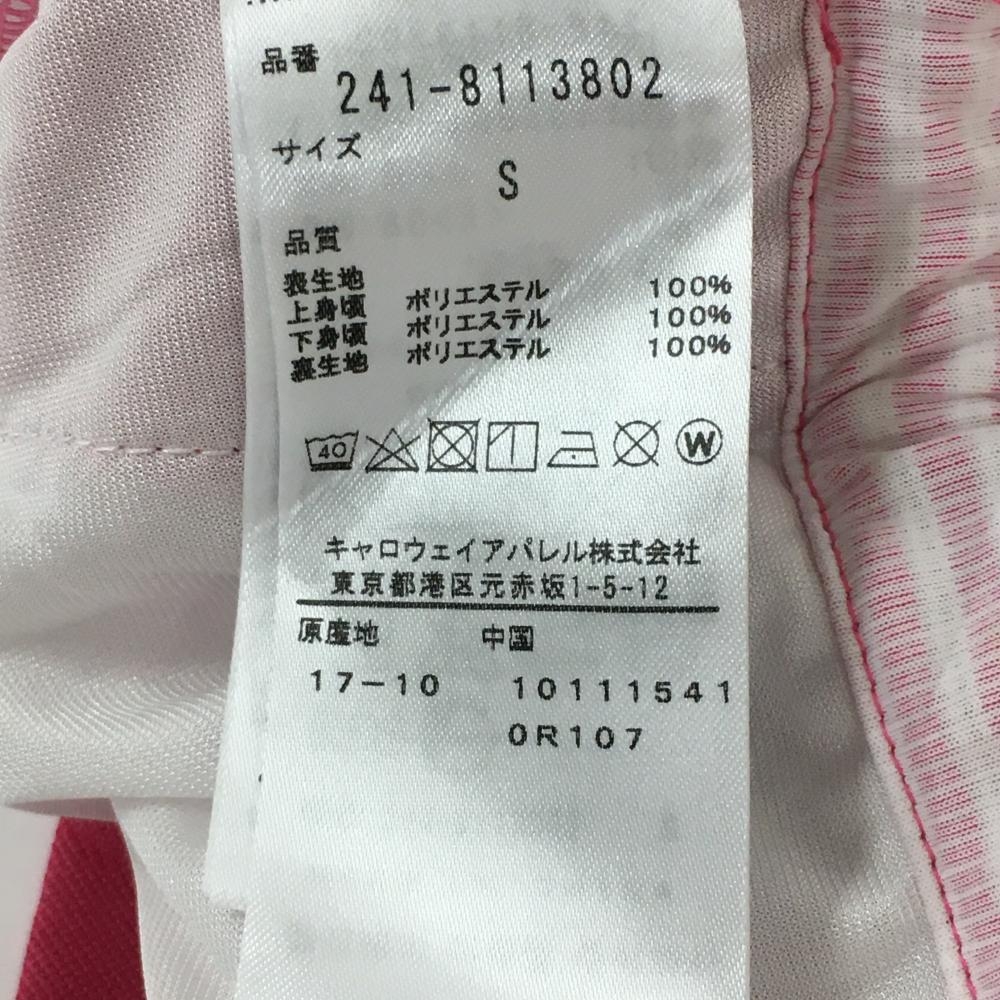 品番
241-8113802
サイズ
S
品質
表生地
上身頃 ポリエステル 100%
下身頃 ポリエステル 100%
裏生地 ポリエステル 100%
40
W
キャロウェイアパレル株式会社
東京都港区元赤坂1-5-12
原産地 中国
17-10 10111541
0R107